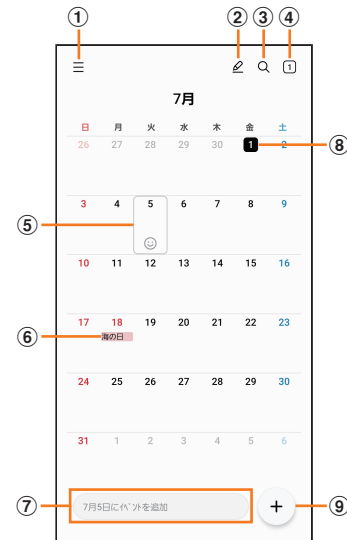 ① ② ③ ④
1
7月
日 月 火 水 木 金 土
26 27 28 29 30 1 2 ⑧
3 4 5 6 7 8 9
⑤
10 11 12 13 14 15 16
17 18 19 20 21 22 23
⑥ 海の日
24 25 26 27 28 29 30
31 1 2 3 4 5 6
⑦ 7月5日にイベントを追加 + ⑨